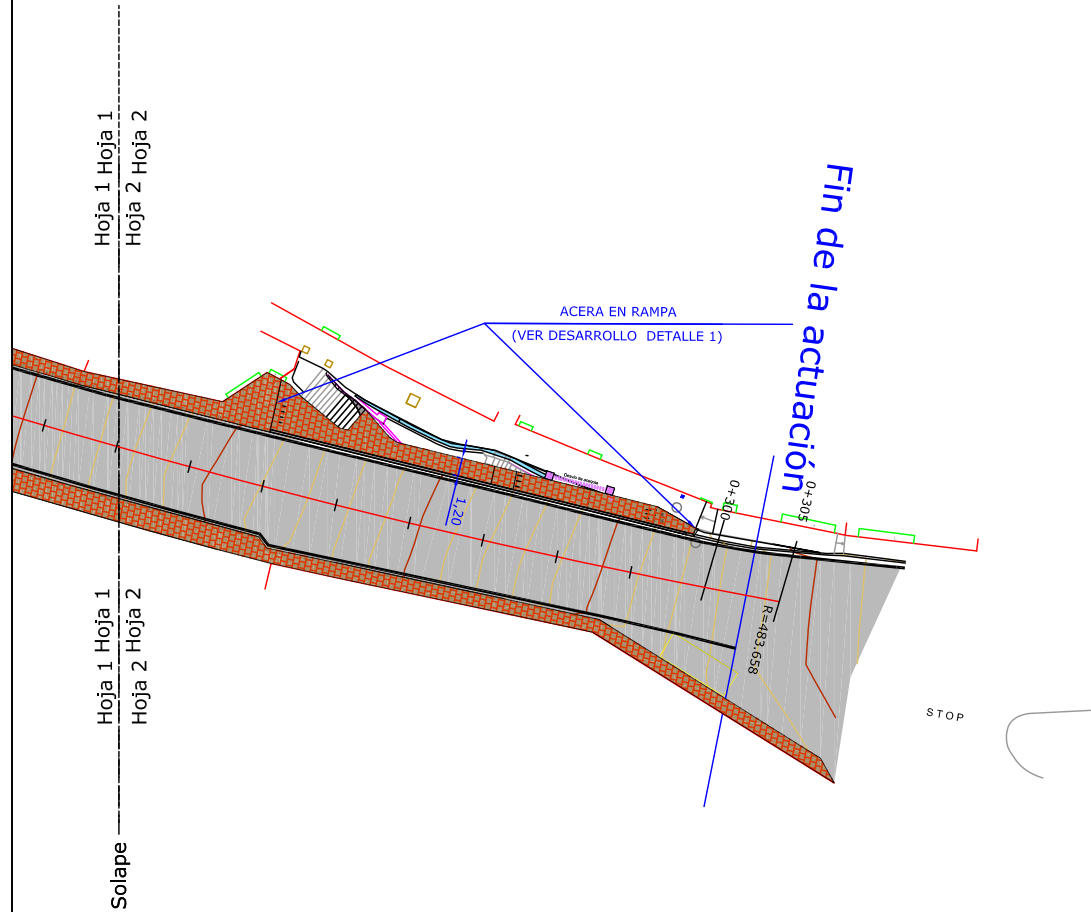 Hoja 1 Hoja 1
Hoja 2 Hoja 2
Fin de la actuación
ACERA EN RAMPA
(VER DESARROLLO DETALLE 1)
1,20
0+300
0+305
R=483.658
Hoja 1 Hoja 1
Hoja 2 Hoja 2
STOP
Solape